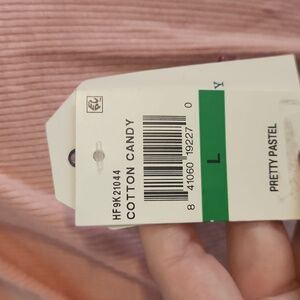 HF9K21044
COTTON CANDY
8 41060 19227 0
L
PRETTY PASTEL
Y